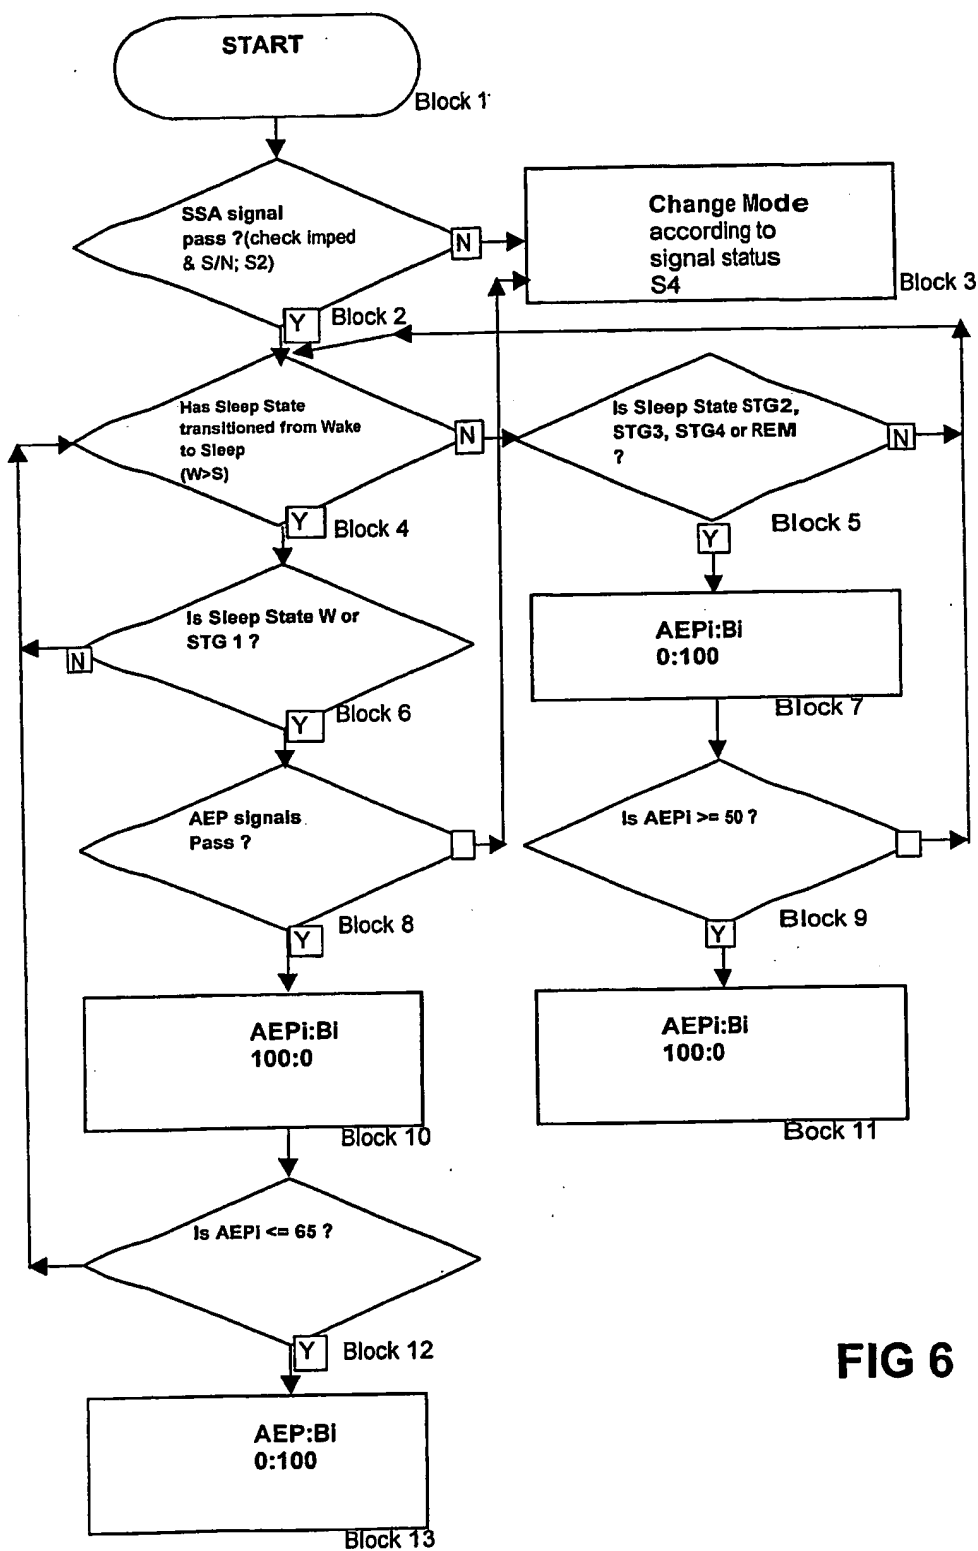 START
Block 1
SSA signal
pass ?(check imped
& S/N; S2)
N
Y
Block 2
Change Mode
according to
signal status
S4
Block 3
Has Sleep State
transitioned from Wake
to Sleep
(W>S)
N
Y
Block 4
Is Sleep State STG2,
STG3, STG4 or REM
?
N
Y
Block 5
Is Sleep State W or
STG 1 ?
N
Y
Block 6
AEPi:Bi
0:100
Block 7
AEP signals
Pass ?
Y
Block 8
Is AEPi >= 50 ?
Y
Block 9
AEPi:Bi
100:0
Block 10
AEPi:Bi
100:0
Bock 11
Is AEPi <= 65 ?
Y
Block 12
AEP:Bi
0:100
Block 13
FIG 6